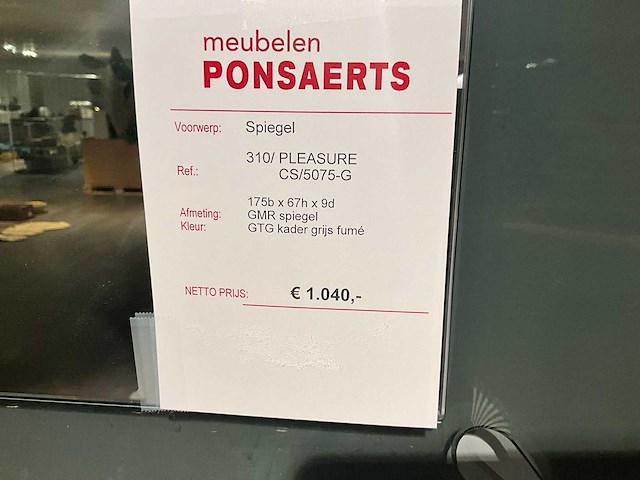 meubelen
PONSAERTS
Voorwerp: Spiegel
Ref.: 310/ PLEASURE
CS/5075-G
175b x 67h x 9d
Afmeting: GMR spiegel
Kleur: GTG kader grijs fumé
NETTO PRIJS: € 1.040,-